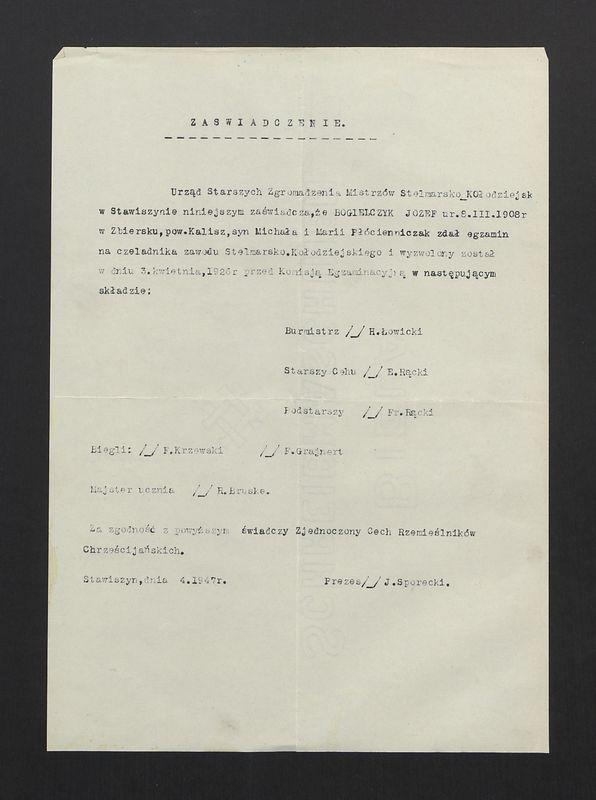 ZASWIADCZENIE.
Urząd Starszych Zgromadzenia Mistrzów Stelmarsko_Kołodziejsk
w Stawiszynie niniejszym zaświadcza,że BOGIELCZYK JOZEF ur.8.III.1908r
w Zbiersku,pow.Kalisz,syn Michała i Marii Płócienniczak zdał egzamin
na czeladnika zawodu Stelmarsko.Kołodziejskiego i wyzwolony został
w dniu 3.kwietnia,1926r przed Komisją Egzaminacyjną w następującym
składzie:
Burmistrz /_/ H.Łowicki
Starszy Cehu /_/ E.Rącki
Podstarszy /_/ Fr.Rącki
Biegli: /_/ F.Krzewski /_/ F.Grajnert
Majster ucznia /_/ R.Bruske.
Za zgodność z powyższym świadczy Zjednoczony Cech Rzemieślników
Chrześcijańskich.
Stawiszyn,dnia 4.1947r. Prezes/_/ J.Sporecki.